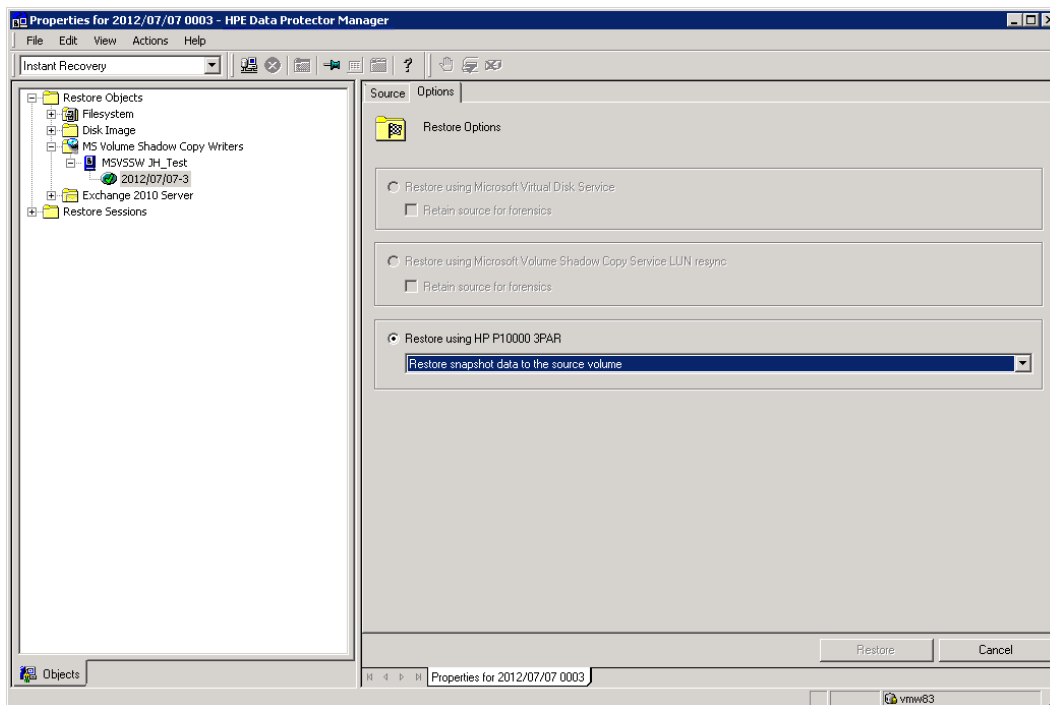 Properties for 2012/07/07 0003 - HPE Data Protector Manager
File Edit View Actions Help
Instant Recovery
Restore Objects
Filesystem
Disk Image
MS Volume Shadow Copy Writers
MSVSSW JH_Test
2012/07/07-3
Exchange 2010 Server
Restore Sessions
Source Options
Restore Options
Restore using Microsoft Virtual Disk Service
Retain source for forensics
Restore using Microsoft Volume Shadow Copy Service LUN resync
Retain source for forensics
Restore using HP P10000 3PAR
Restore snapshot data to the source volume
Restore Cancel
Objects
Properties for 2012/07/07 0003
vmw83